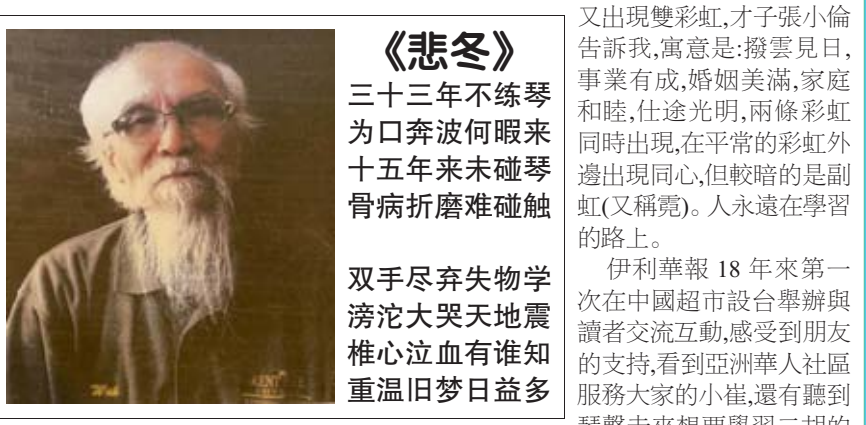 《悲冬》
三十三年不练琴
为口奔波何暇来
十五年来未碰琴
骨病折磨难碰触
双手尽弃失物学
滂沱大哭天地震
椎心泣血有谁知
重温旧梦日益多
又出現雙彩虹,才子張小倫
告訴我,寓意是:撥雲見日,
事業有成,婚姻美滿,家庭
和睦,仕途光明,兩條彩虹
同時出現,在平常的彩虹外
邊出現同心,但較暗的是副
虹(又稱霓)。人永遠在學習
的路上。
伊利華報 18 年來第一
次在中國超市設台舉辦與
讀者交流互動,感受到朋友
的支持,看到亞洲華人社區
服務大家的小崔,還有聽到